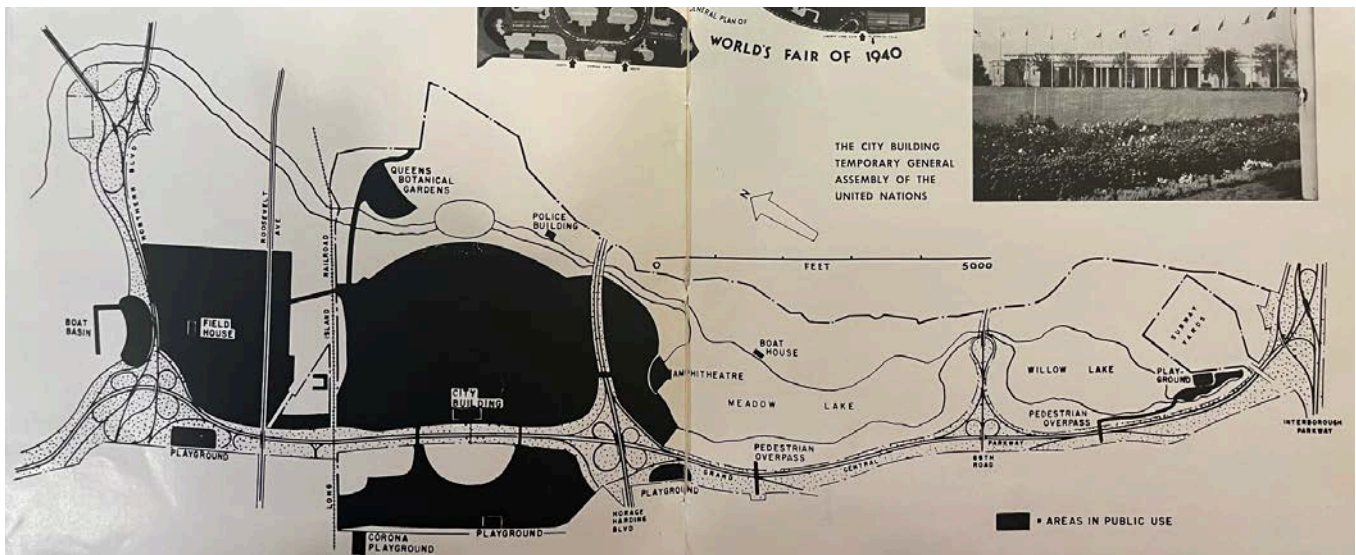 GENERAL PLAN OF
WORLD'S FAIR OF 1940
THE CITY BUILDING
TEMPORARY GENERAL
ASSEMBLY OF THE
UNITED NATIONS
N
0
FEET
5000
NORTHERN BLVD
ROOSEVELT
AVE
LONG ISLAND RAILROAD
QUEENS
BOTANICAL
GARDENS
POLICE
BUILDING
BOAT
BASIN
FIELD
HOUSE
CITY
BUILDING
PLAYGROUND
AMPHITHEATRE
BOAT
HOUSE
MEADOW LAKE
WILLOW LAKE
SUBWAY
YARDS
PLAY-
GROUND
PEDESTRIAN
OVERPASS
PEDESTRIAN
OVERPASS
GRAND CENTRAL PARKWAY
69TH
ROAD
INTERBOROUGH
PARKWAY
PLAYGROUND
HORACE
HARDING
BLVD
PLAYGROUND
CORONA
PLAYGROUND
= AREAS IN PUBLIC USE